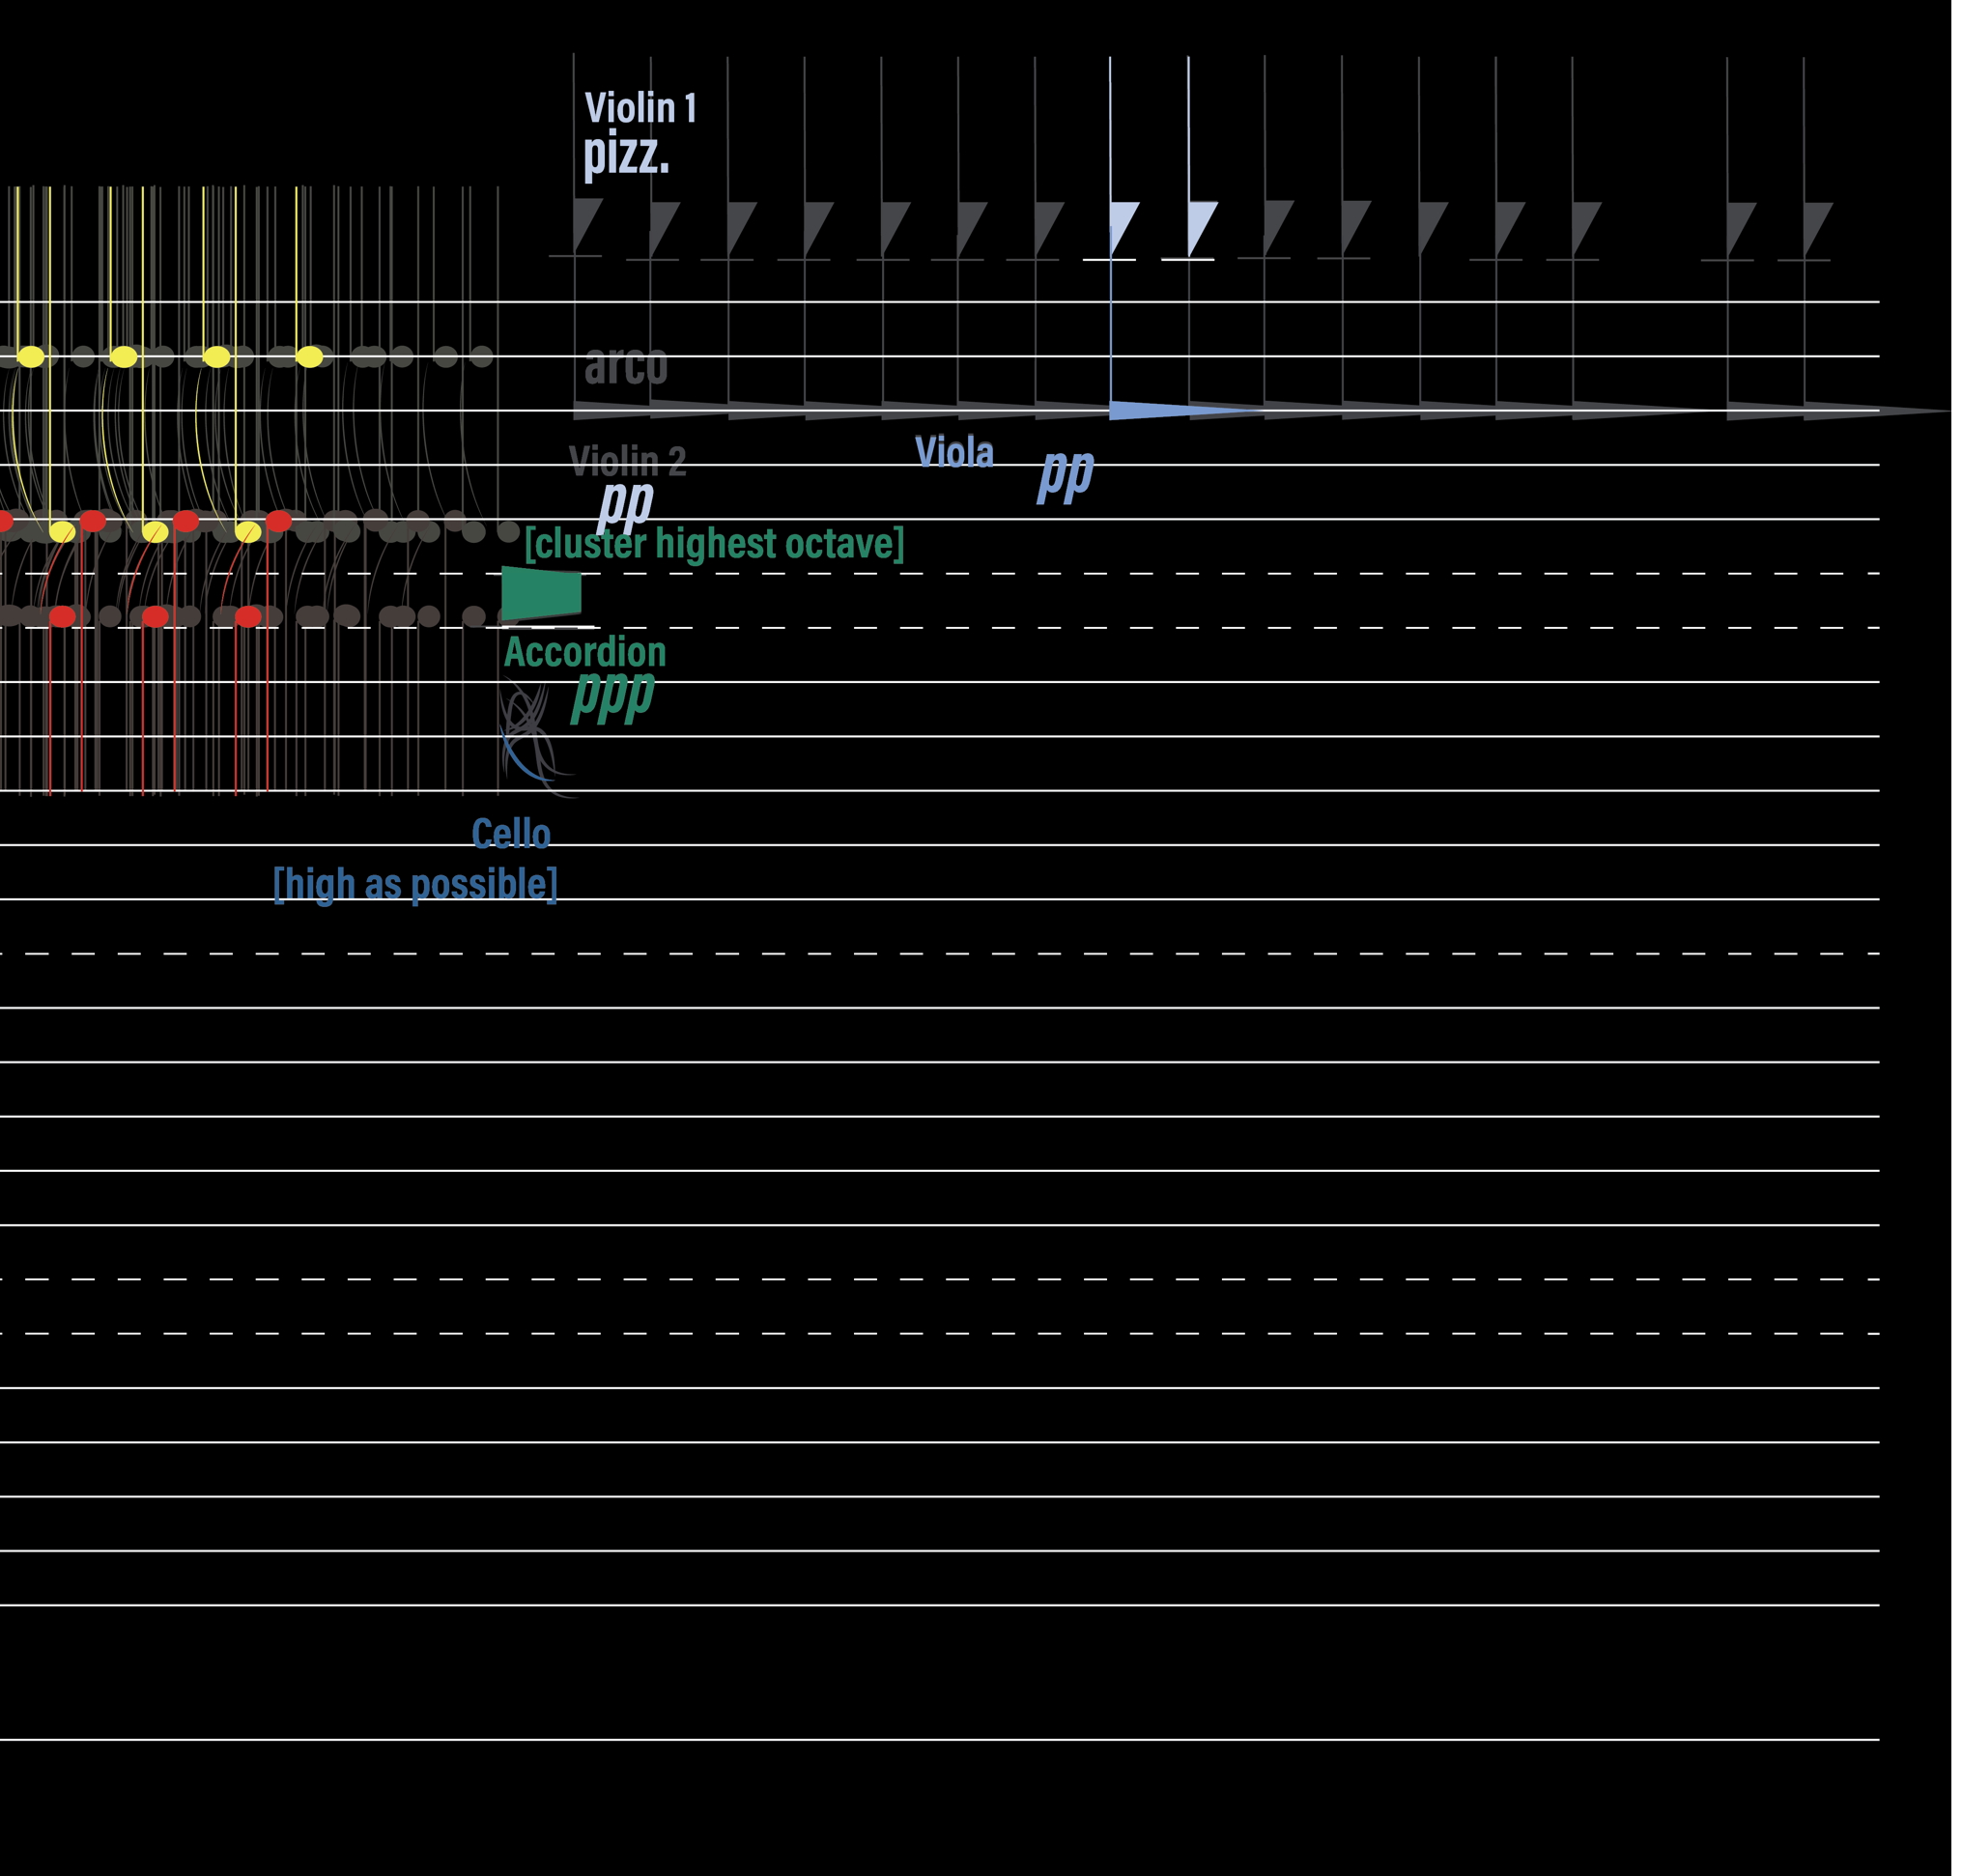 Violin 1
pizz.
arco
Violin 2
pp
Viola
pp
[cluster highest octave]
Accordion
ppp
Cello
[high as possible]